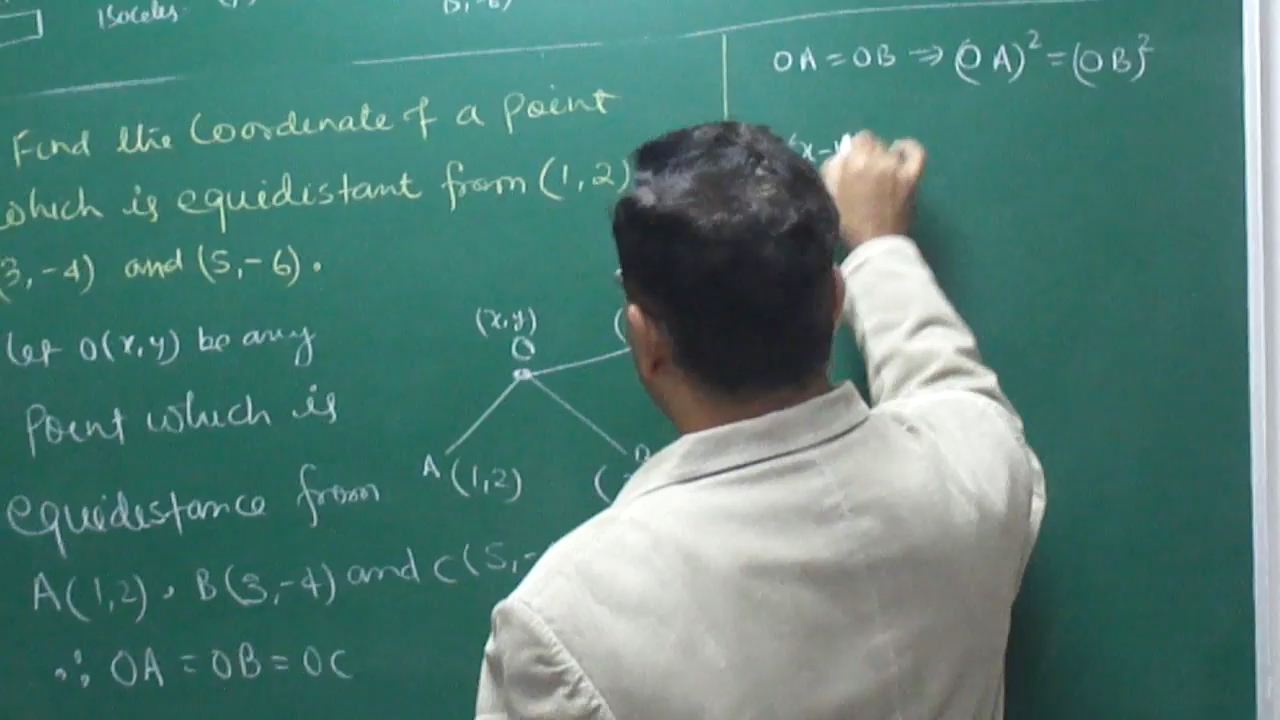 Isoceles
Find the Coordinate of a point
which is equidistant from (1,2)
(3,-4) and (5,-6).
let O(x,y) be any
Point which is
equidistance from
A(1,2), B(3,-4) and C(5,-
∴ OA = OB = OC
(x,y)
O
A (1,2)
B
OA = OB ⇒ (OA)² = (OB)²
(x-